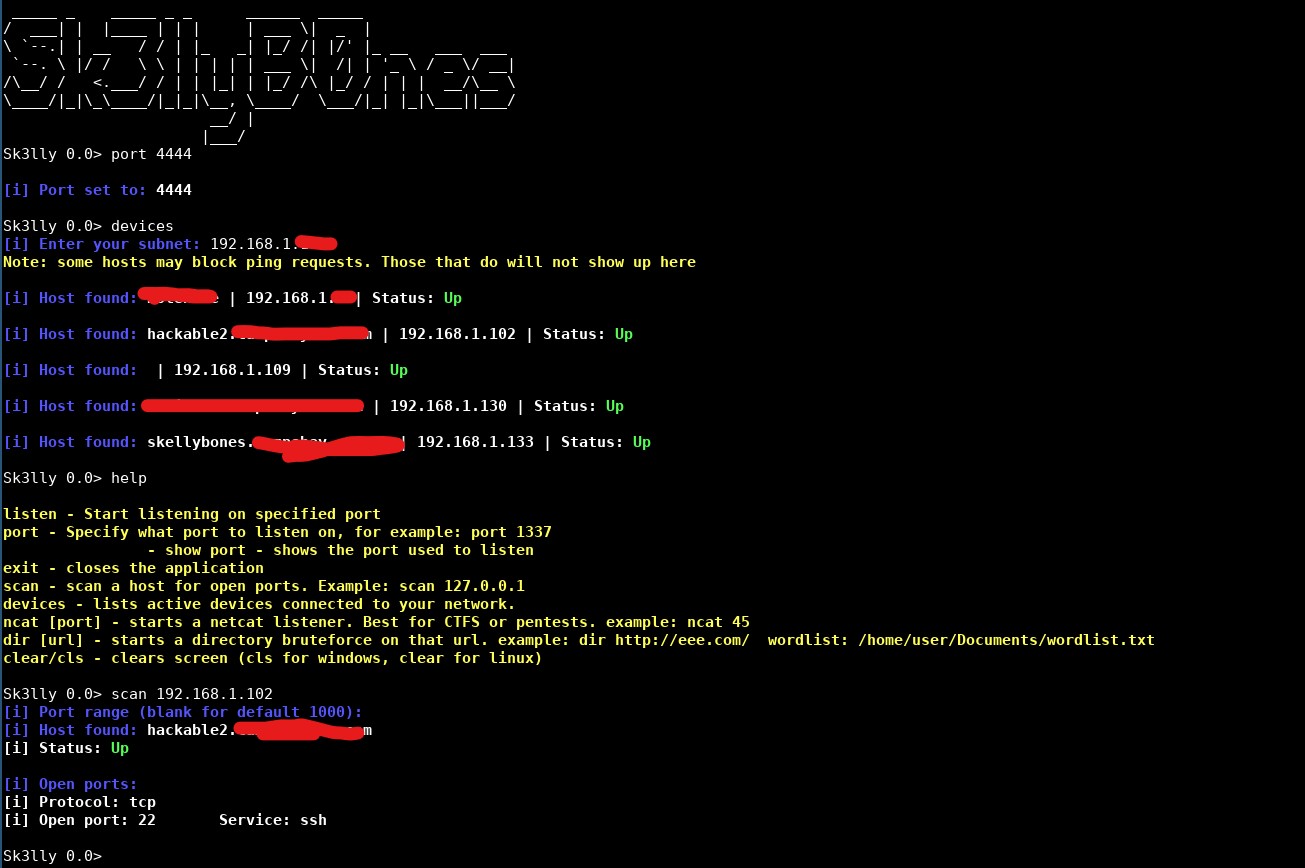 Sk3lly 0.0> port 4444
[i] Port set to: 4444
Sk3lly 0.0> devices
[i] Enter your subnet: 192.168.1.
Note: some hosts may block ping requests. Those that do will not show up here
[i] Host found: | 192.168.1. | Status: Up
[i] Host found: hackable2. | 192.168.1.102 | Status: Up
[i] Host found:  | 192.168.1.109 | Status: Up
[i] Host found: | 192.168.1.130 | Status: Up
[i] Host found: skellybones. | 192.168.1.133 | Status: Up
Sk3lly 0.0> help
listen - Start listening on specified port
port - Specify what port to listen on, for example: port 1337
- show port - shows the port used to listen
exit - closes the application
scan - scan a host for open ports. Example: scan 127.0.0.1
devices - lists active devices connected to your network.
ncat [port] - starts a netcat listener. Best for CTFS or pentests. example: ncat 45
dir [url] - starts a directory bruteforce on that url. example: dir http://eee.com/  wordlist: /home/user/Documents/wordlist.txt
clear/cls - clears screen (cls for windows, clear for linux)
Sk3lly 0.0> scan 192.168.1.102
[i] Port range (blank for default 1000):
[i] Host found: hackable2.
[i] Status: Up
[i] Open ports:
[i] Protocol: tcp
[i] Open port: 22       Service: ssh
Sk3lly 0.0>